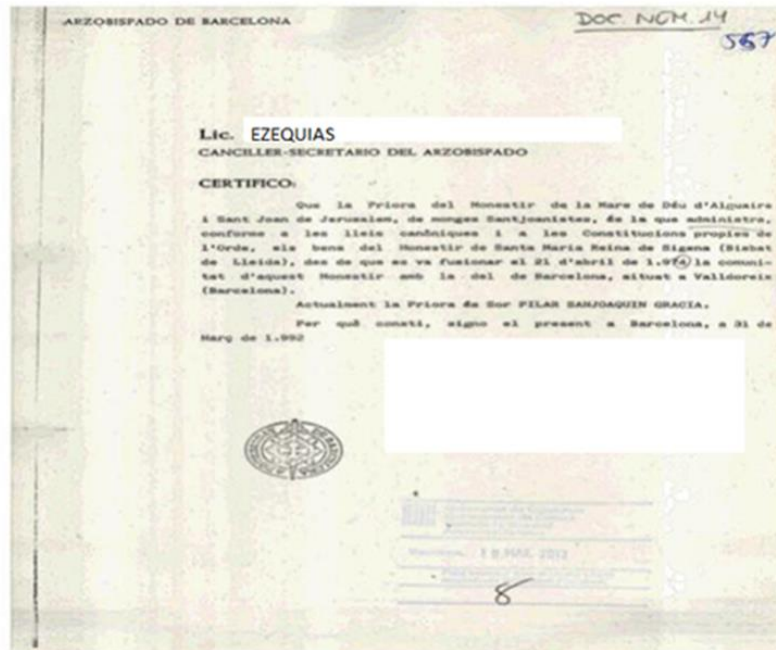 ARZOBISPADO DE BARCELONA
DOC. NÚM. 14
567
Lic. EZEQUIAS
CANCILLER-SECRETARIO DEL ARZOBISPADO
CERTIFICO:
Que la Priora del Monestir de la Mare de Déu d'Alguaire
i Sant Joan de Jerusalem, de monges Santjoanistes, és la que administra,
conforme a les lleis canòniques i a les Constitucions propies de
l'Orde, els bens del Monestir de Santa Maria Reina de Sigena (Bisbat
de Lleida), des de que es va fusionar el 21 d'abril de 1.974 la comuni-
tat d'aquest Monestir amb la del de Barcelona, situat a Valldoreix
(Barcelona).
Actualment la Priora és Sor PILAR SANJOAQUIN GRACIA.
Per què consti, signo el present a Barcelona, a 31 de
Març de 1.992
MAR. 2012
8